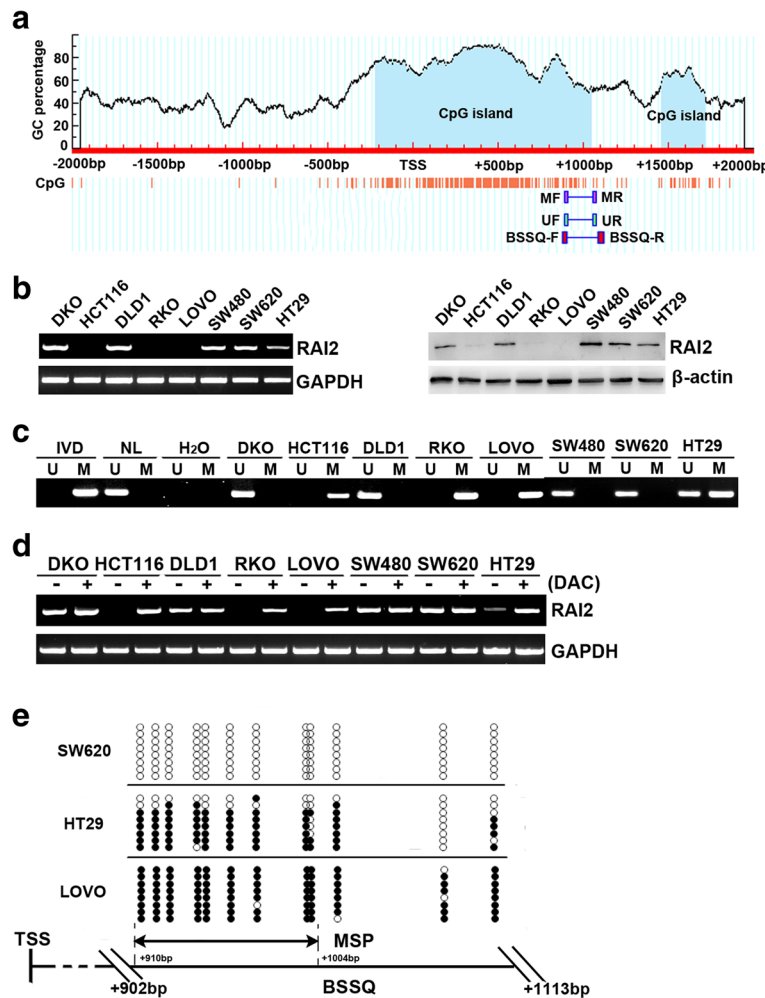 a
GC percentage
80
60
40
20
0
CpG island
CpG island
-2000bp -1500bp -1000bp -500bp TSS +500bp +1000bp +1500bp +2000bp
CpG
MF MR
UF UR
BSSQ-F BSSQ-R
b
DKO HCT116 DLD1 RKO LOVO SW480 SW620 HT29
RAI2
GAPDH
DKO HCT116 DLD1 RKO LOVO SW480 SW620 HT29
RAI2
β-actin
c
IVD NL H2O DKO HCT116 DLD1 RKO LOVO SW480 SW620 HT29
U M U M U M U M U M U M U M U M U M U M U M
d
DKO HCT116 DLD1 RKO LOVO SW480 SW620 HT29
- + - + - + - + - + - + - + - + (DAC)
RAI2
GAPDH
e
SW620
HT29
LOVO
TSS
MSP
+910bp +1004bp
+902bp BSSQ +1113bp